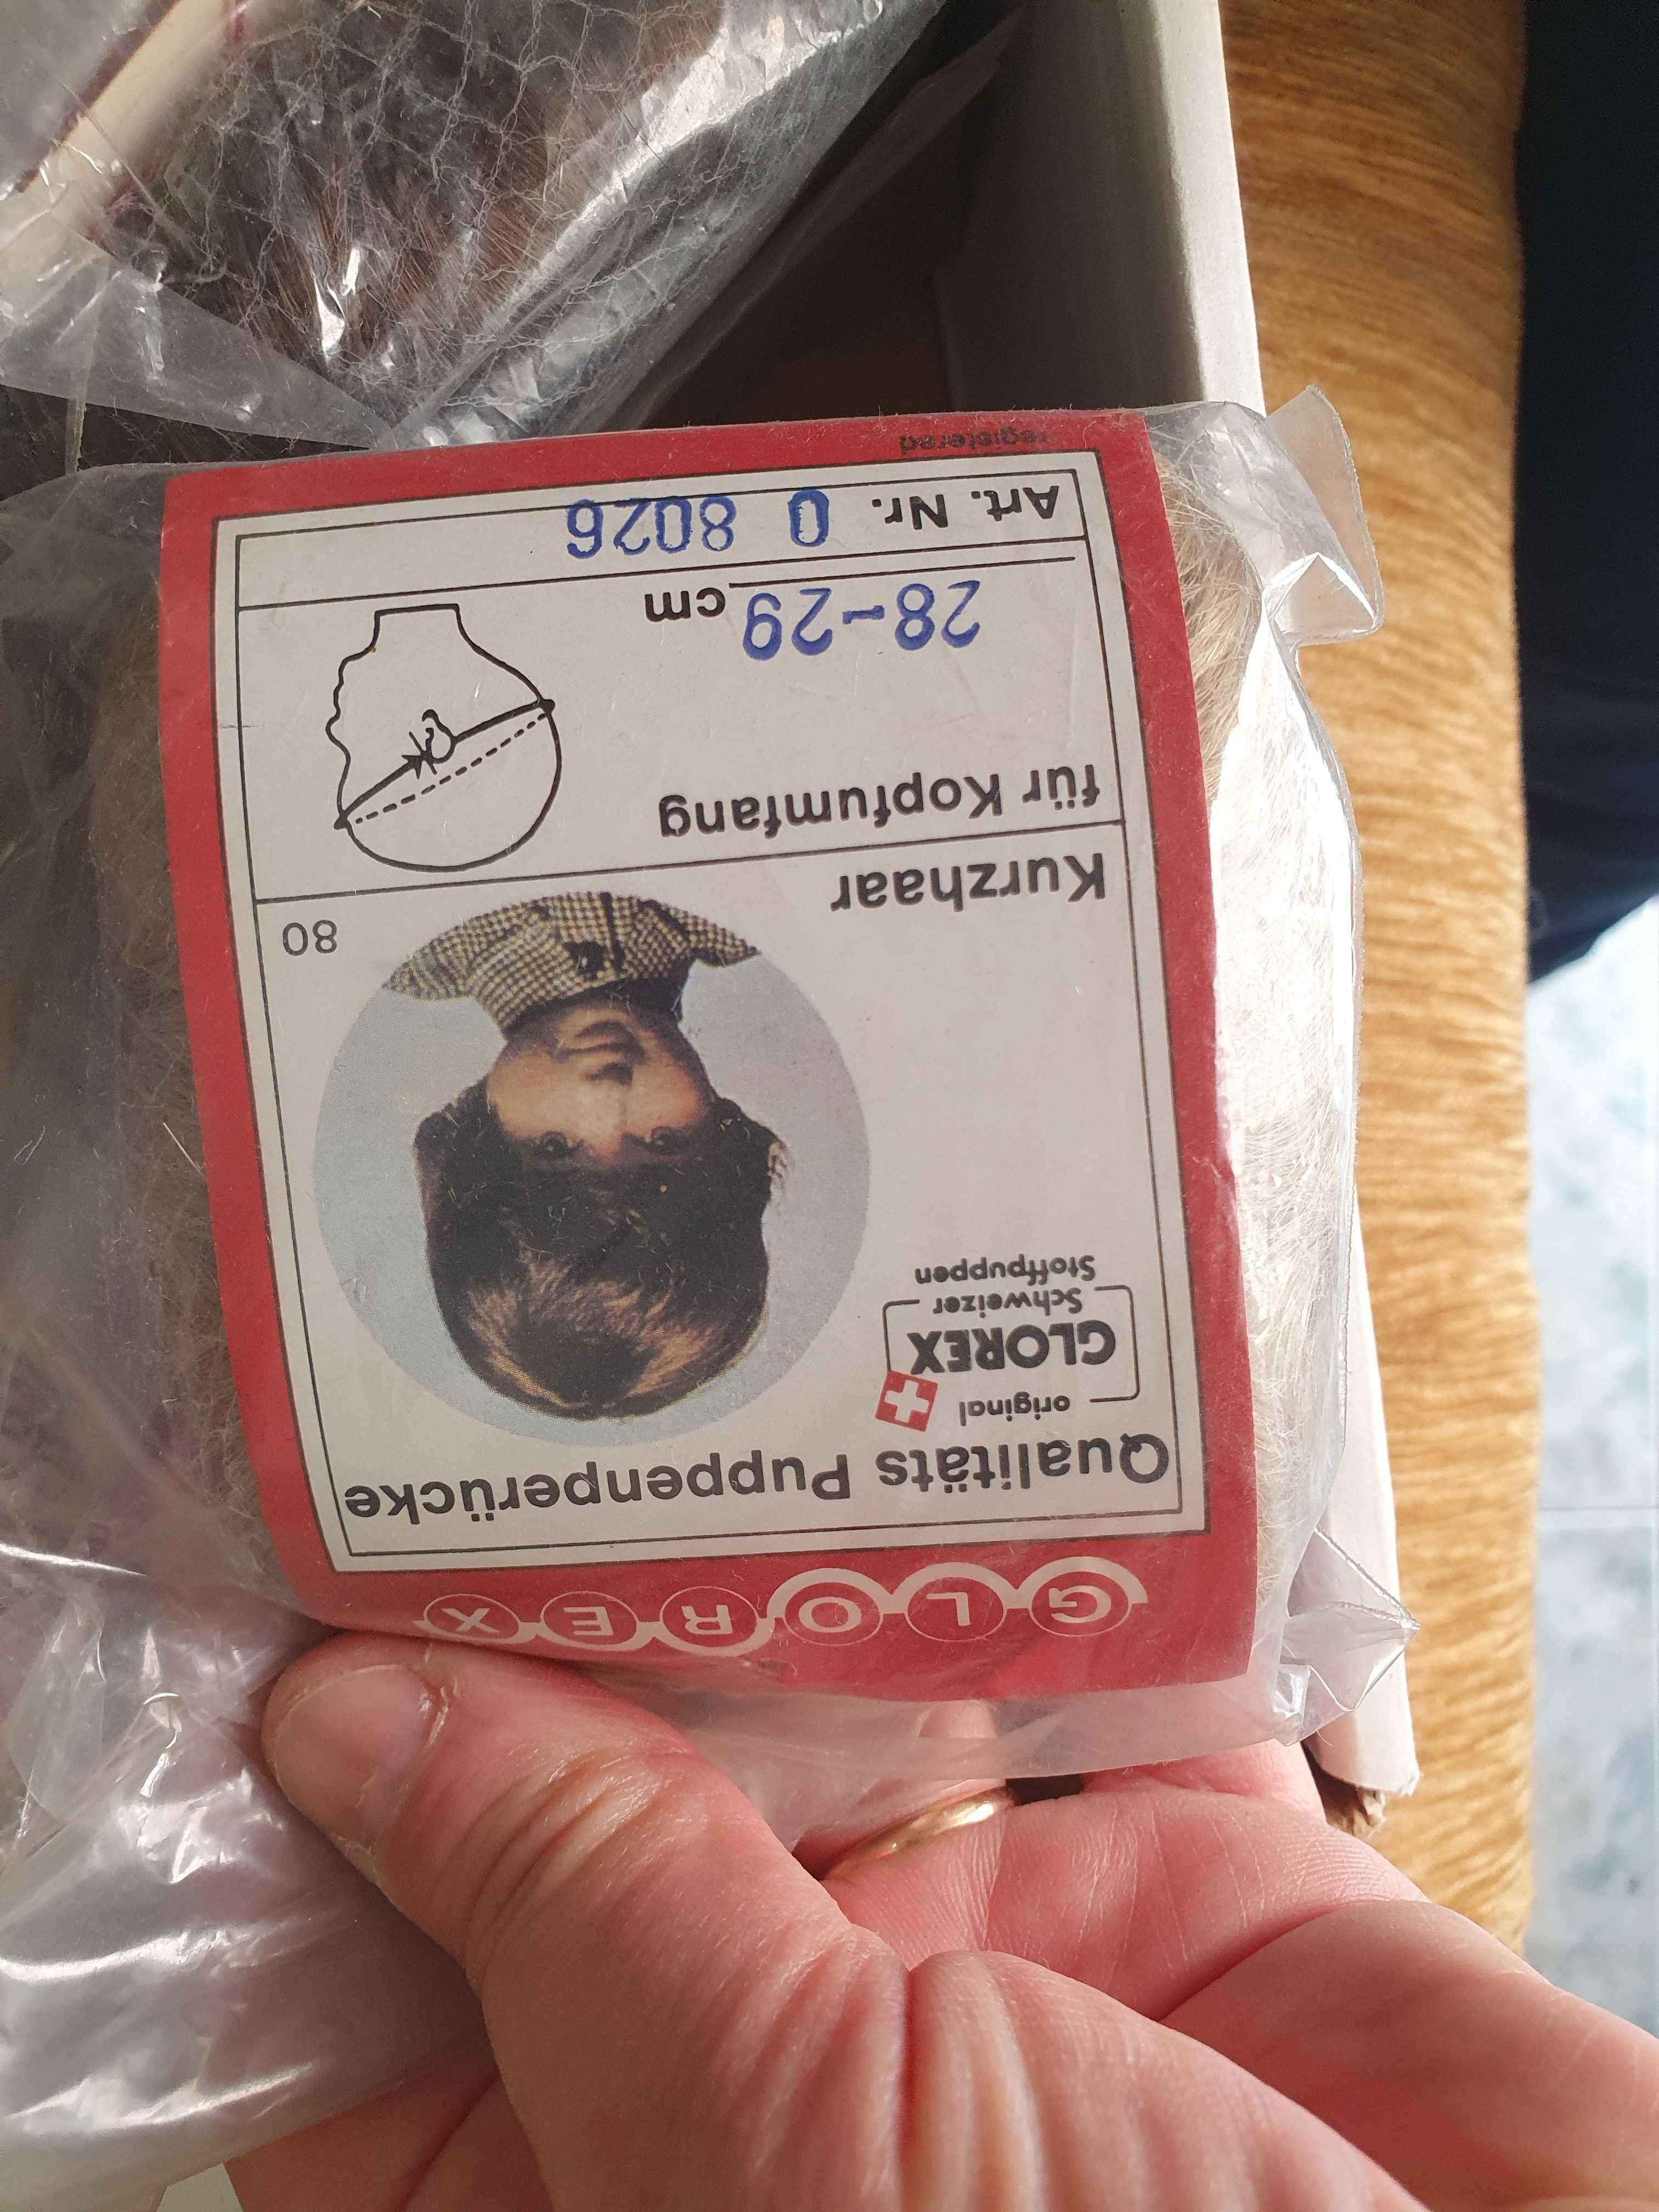 GLOREX
Qualitäts Puppenperücke
original
GLOREX
Schweizer
Stoffpuppen
Kurzhaar
80
für Kopfumfang
28-29 cm
Art. Nr. 0 8026
registered